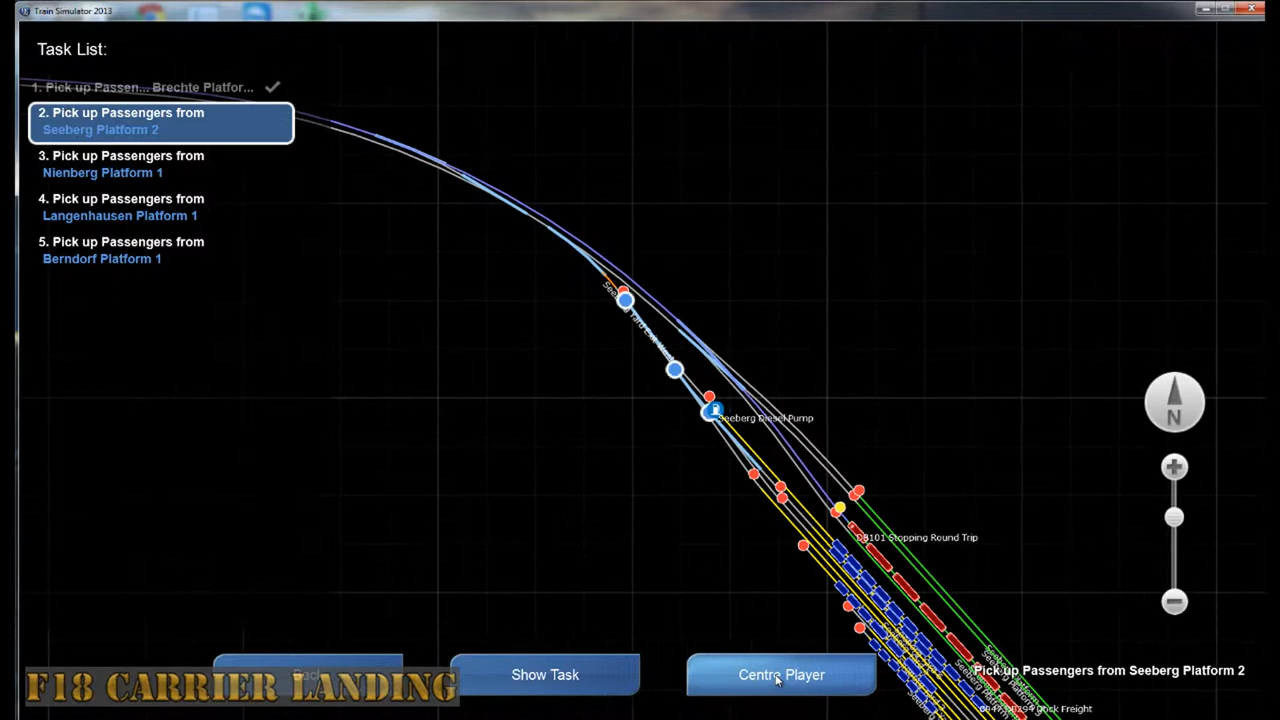 Train Simulator 2013
Task List:
1. Pick up Passen... Brechte Platfor...
2. Pick up Passengers from
Seeberg Platform 2
3. Pick up Passengers from
Nienberg Platform 1
4. Pick up Passengers from
Langenhausen Platform 1
5. Pick up Passengers from
Berndorf Platform 1
Seeberg Diesel Pump
DB101 Stopping Round Trip
N
Pick up Passengers from Seeberg Platform 2
Show Task
Centre Player
F18 CARRIER LANDING